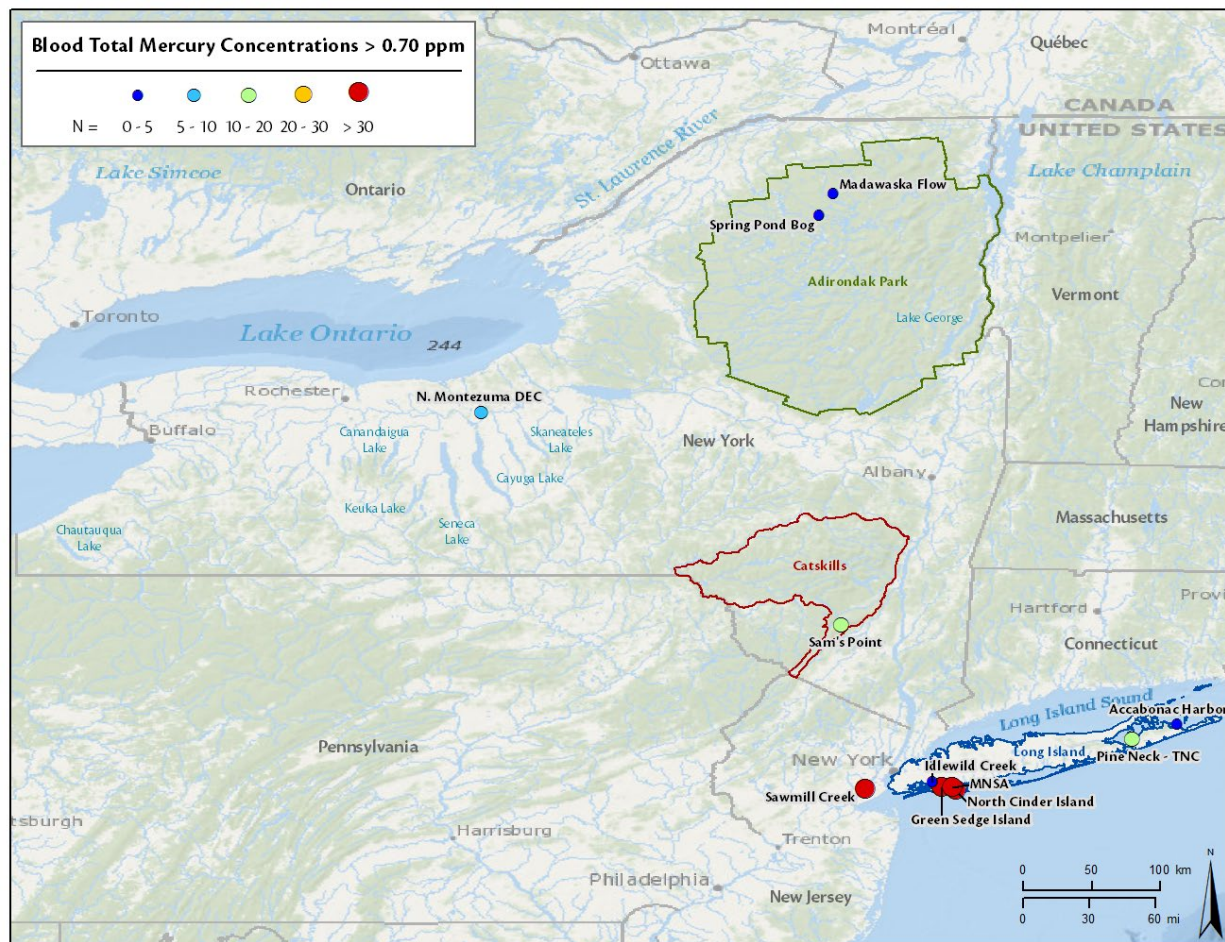 Blood Total Mercury Concentrations > 0.70 ppm
N = 0 - 5 5 - 10 10 - 20 20 - 30 > 30
Montréal
Québec
Ottawa
CANADA
UNITED STATES
St. Lawrence River
Lake Simcoe
Ontario
Lake Champlain
Madawaska Flow
Spring Pond Bog
Montpelier
Adirondak Park
Vermont
Toronto
Lake George
Lake Ontario
244
Rochester
N. Montezuma DEC
Con
New
Hampshire
Buffalo
Canandaigua
Lake
Skaneateles
Lake
New York
Albany
Cayuga Lake
Keuka Lake
Seneca
Lake
Chautauqua
Lake
Massachusetts
Catskills
Hartford
Provi
Sam's Point
Connecticut
Long Island Sound
Accabonac Harbor
Pennsylvania
New York
Long Island
Pine Neck - TNC
Idlewild Creek
MNSA
Sawmill Creek
North Cinder Island
Green Sedge Island
ttsburgh
Harrisburg
Trenton
Philadelphia
New Jersey
N
0 50 100 km
0 30 60 mi